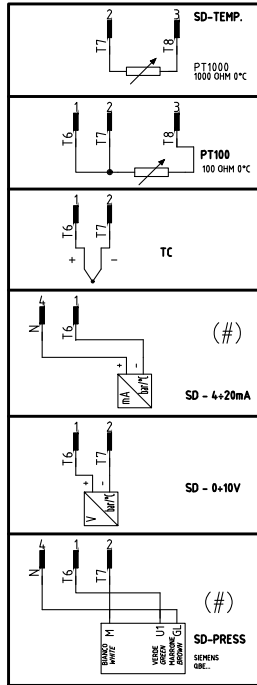 SD-TEMP.
2 3
T7 T8
PT1000
1000 OHM 0°C
1 2 3
T6 T7 T8
PT100
100 OHM 0°C
1 2
T6 T7
+ -
TC
4 1
N T6
(#)
+ -
mA bar/°C
SD - 4÷20mA
1 2
T6 T7
+ -
V bar/°C
SD - 0÷10V
4 1 2
N T6 T7
(#)
M U1 GL
BIANCO
WHITE
VERDE
GREEN
MARRONE
BROWN
SD-PRESS
SIEMENS
QBE...